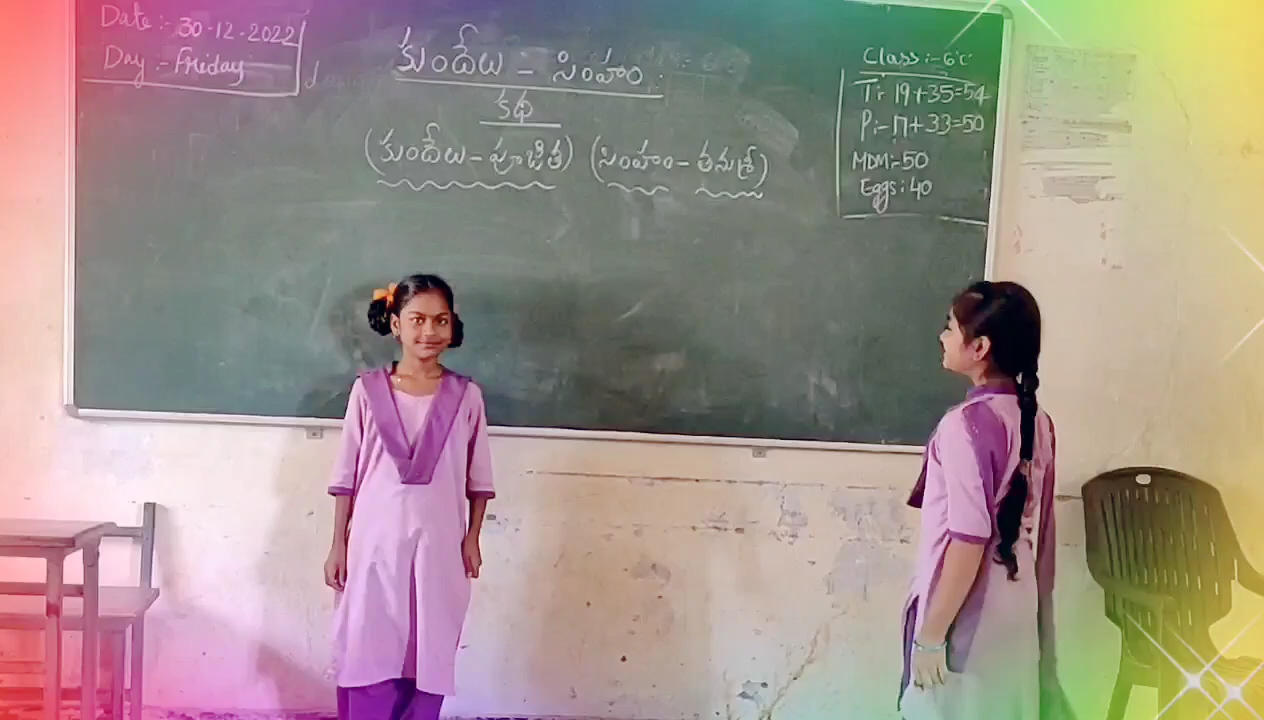 Date :- 30-12-2022
Day :- Friday
కుందేలు - సింహం
కథ
(కుందేలు - పూజిత) (సింహం - తనుశ్రీ)
Class :- 6'c'
T:- 19+35=54
P:- 17+33=50
MDM:- 50
Eggs: 40